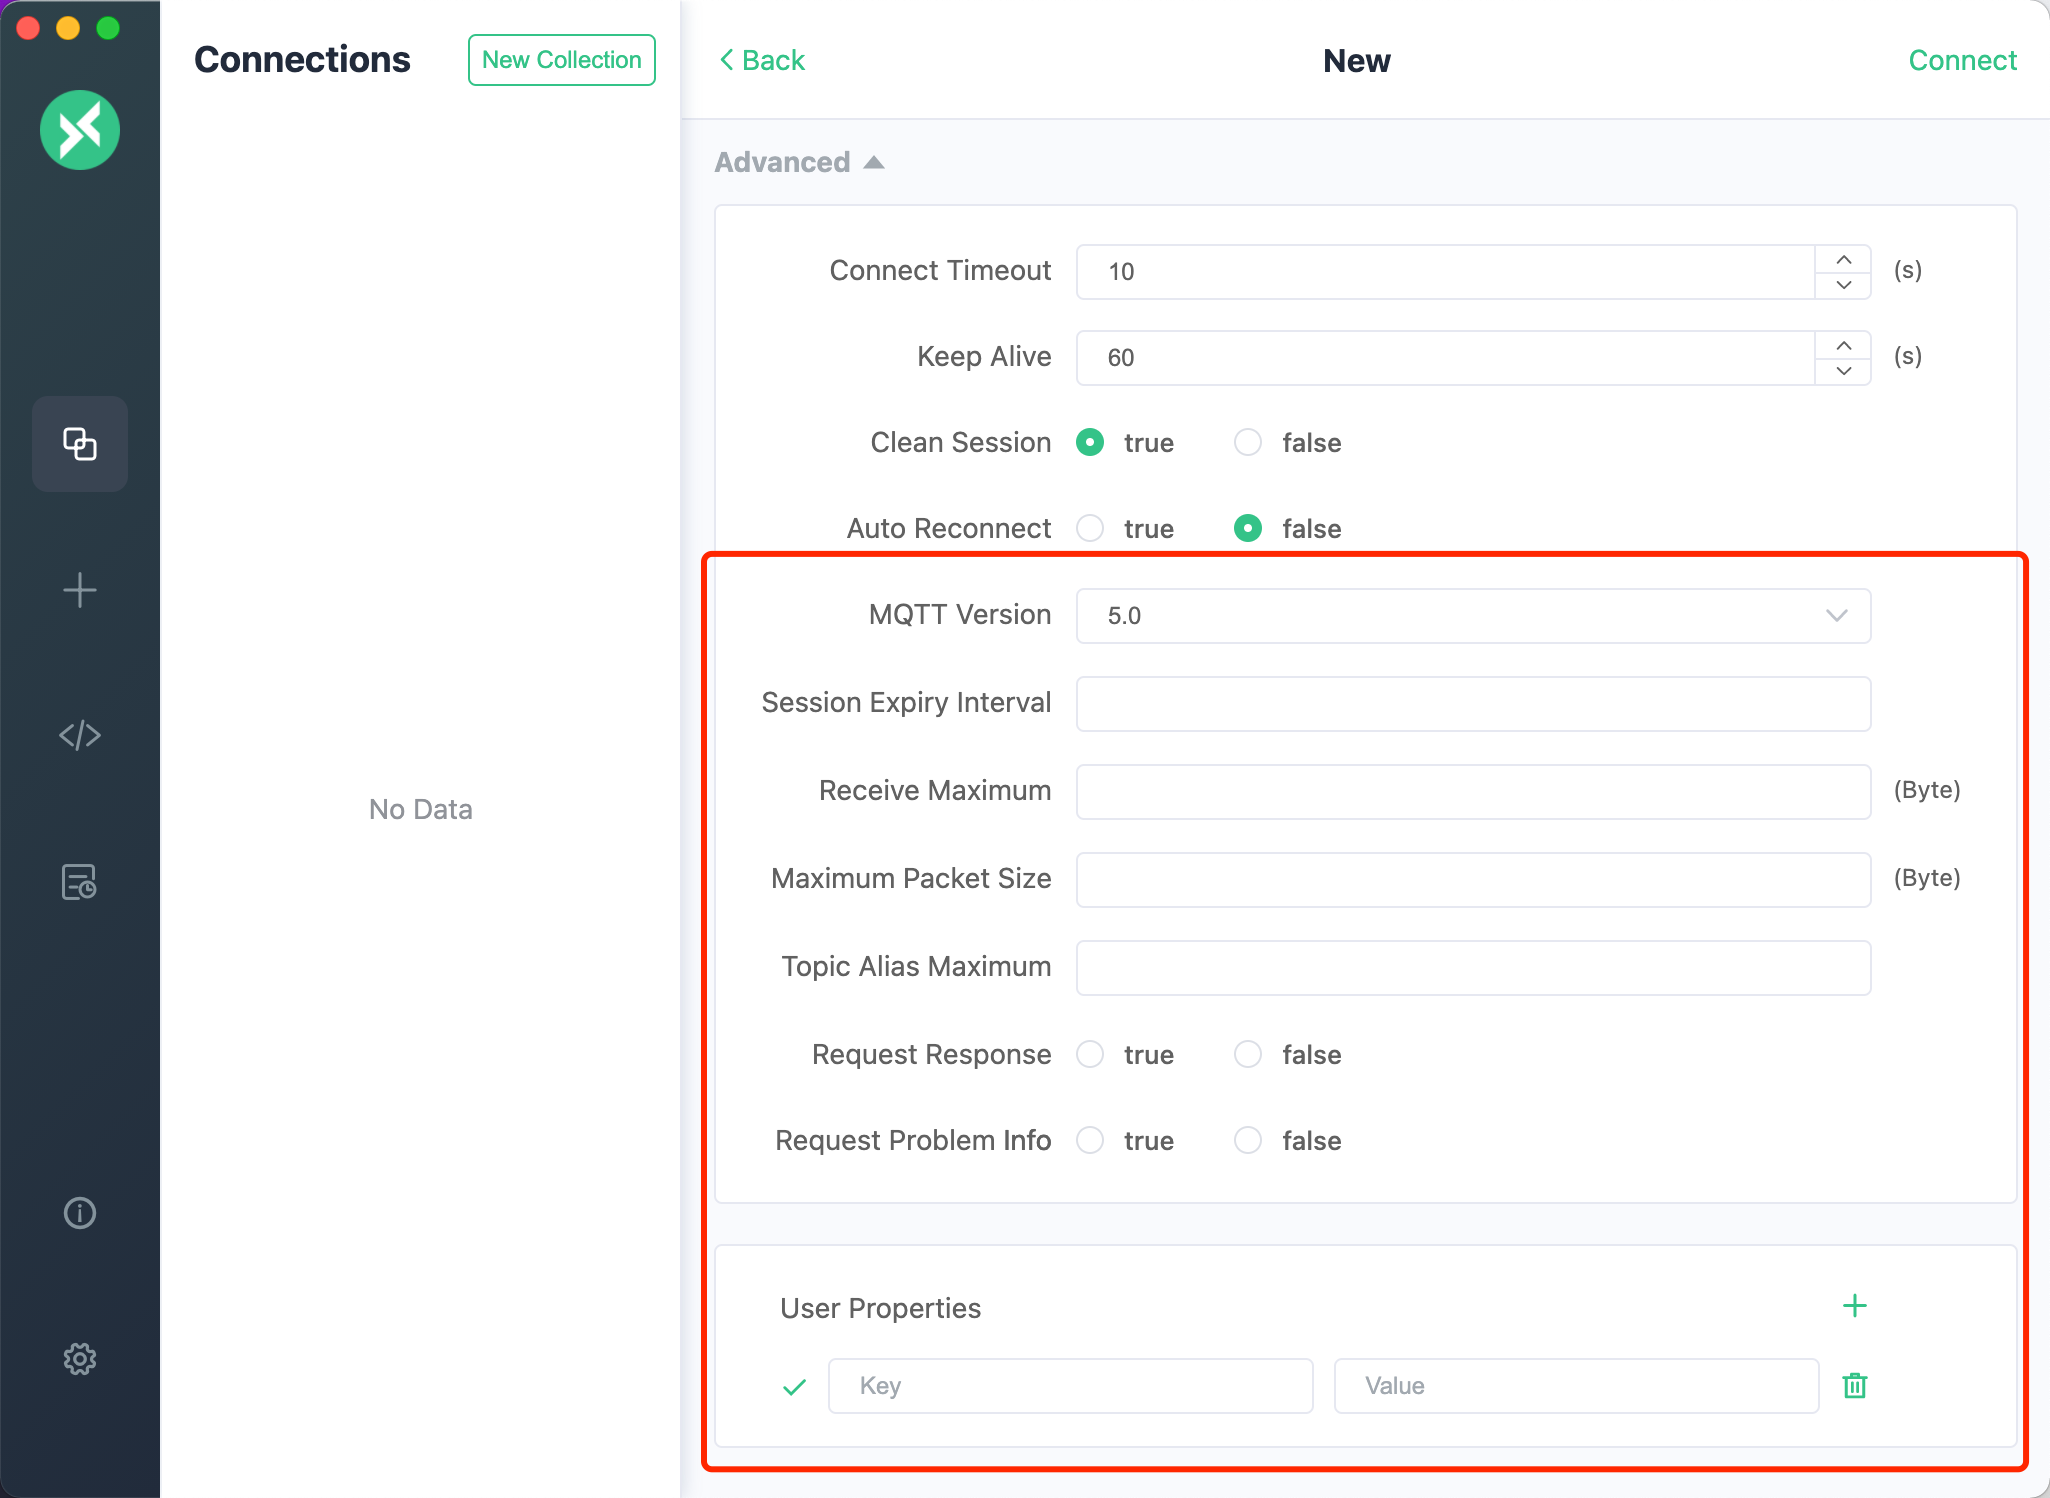 Connections
New Collection
No Data
Back
New
Connect
Advanced
Connect Timeout 10 (s)
Keep Alive 60 (s)
Clean Session true false
Auto Reconnect true false
MQTT Version 5.0
Session Expiry Interval
Receive Maximum (Byte)
Maximum Packet Size (Byte)
Topic Alias Maximum
Request Response true false
Request Problem Info true false
User Properties
Key Value